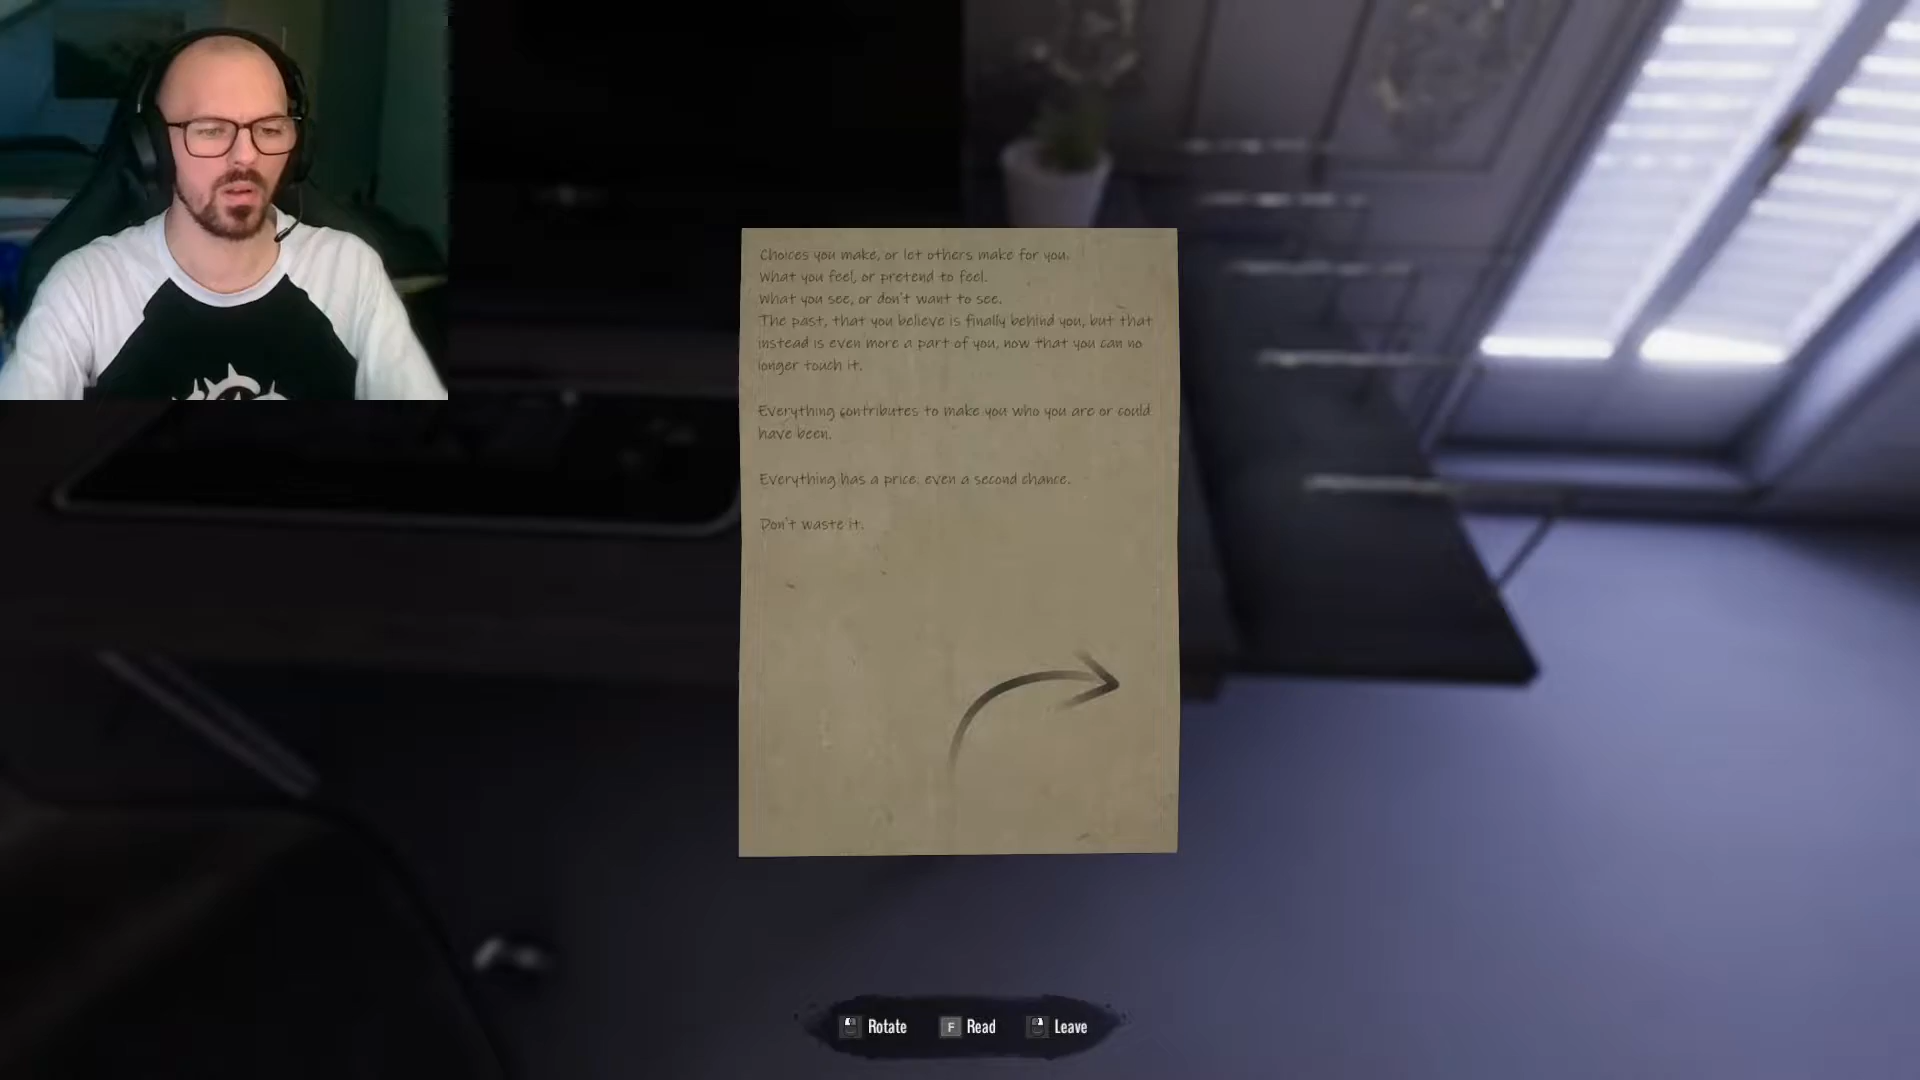 Choices you make, or let others make for you.
What you feel, or pretend to feel.
What you see, or don't want to see.
The past, that you believe is finally behind you, but that
instead is even more a part of you, now that you can no
longer touch it.
Everything contributes to make you who you are or could
have been.
Everything has a price: even a second chance.
Don't waste it.
Rotate F Read Leave